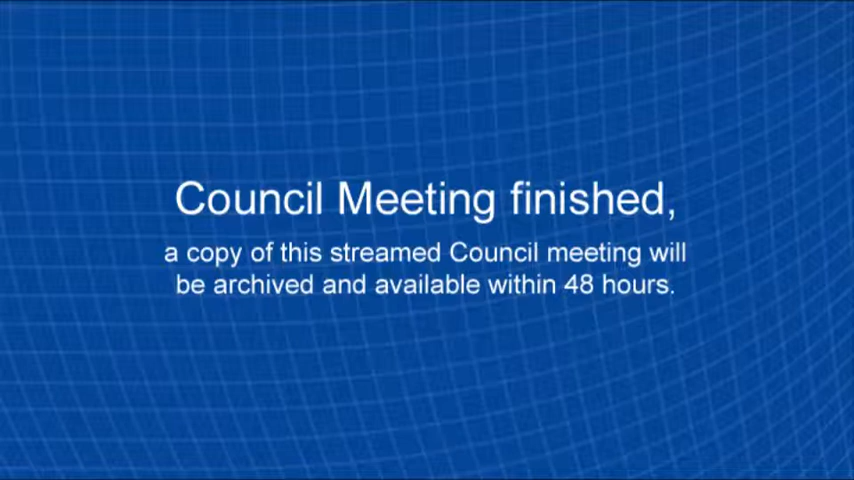 Council Meeting finished,
a copy of this streamed Council meeting will
be archived and available within 48 hours.